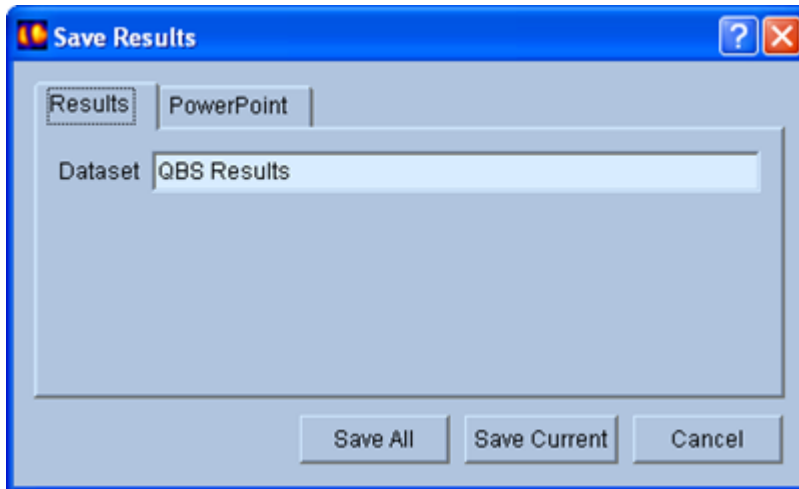 Save Results
Results PowerPoint
Dataset QBS Results
Save All Save Current Cancel